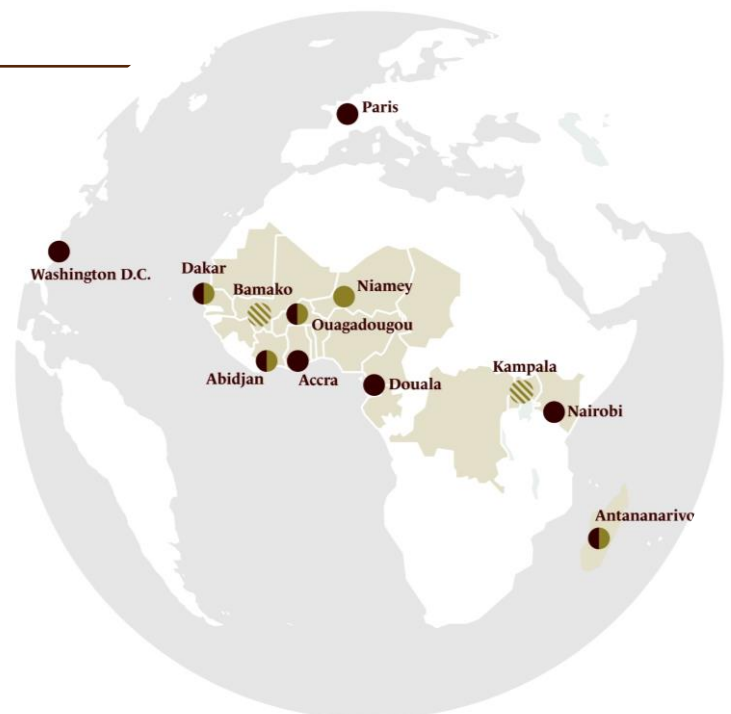 Paris
Washington D.C.
Dakar
Bamako
Niamey
Ouagadougou
Abidjan
Accra
Douala
Kampala
Nairobi
Antananarivo